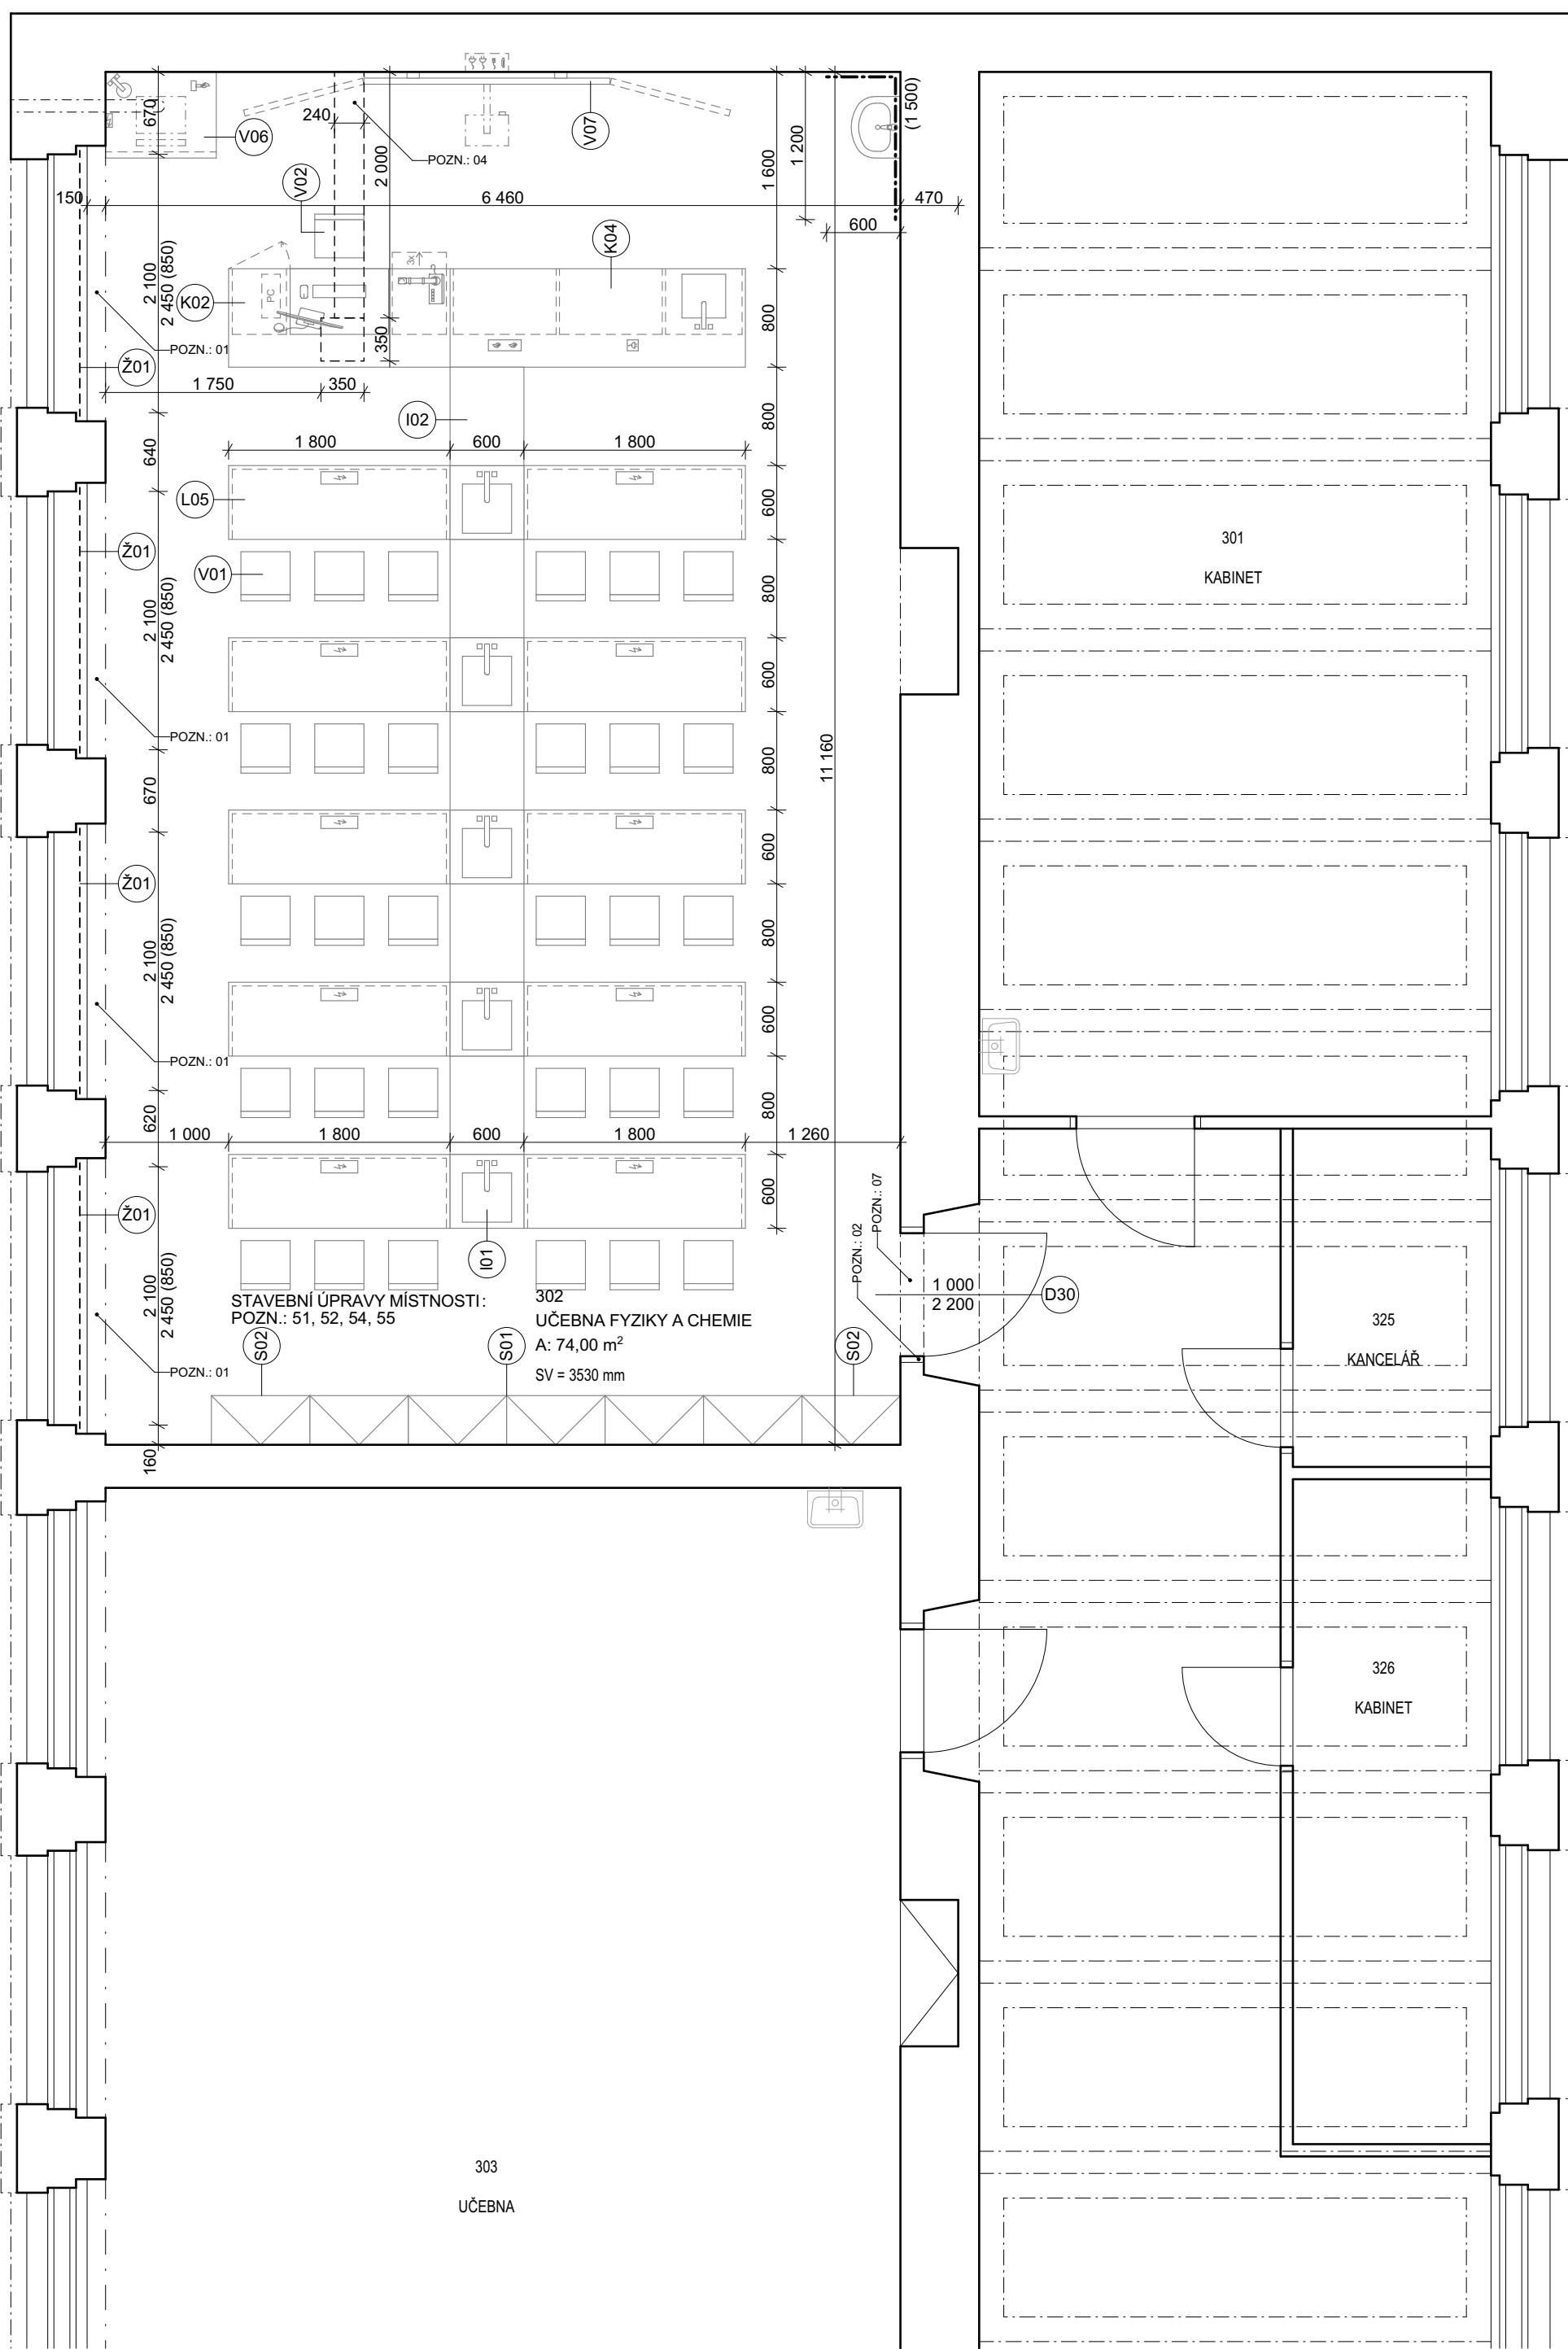 670
V06
240
POZN.: 04
2 000
V07
1 600
1 200
(1 500)
V02
150
6 460
470
600
K04
2 100
2 450 (850)
K02
PC
3x
350
800
POZN.: 01
Ž01
1 750
350
I02
800
640
1 800
600
1 800
L05
600
Ž01
V01
800
2 100
2 450 (850)
301
KABINET
600
POZN.: 01
670
800
11 160
600
Ž01
800
2 100
2 450 (850)
600
POZN.: 01
620
800
1 000
1 800
600
1 800
1 260
600
Ž01
I01
POZN.: 07
POZN.: 02
2 100
2 450 (850)
1 000
2 200
D30
STAVEBNÍ ÚPRAVY MÍSTNOSTI:
POZN.: 51, 52, 54, 55
302
UČEBNA FYZIKY A CHEMIE
A: 74,00 m²
SV = 3530 mm
S02
S01
S02
POZN.: 01
325
KANCELÁŘ
160
326
KABINET
303
UČEBNA